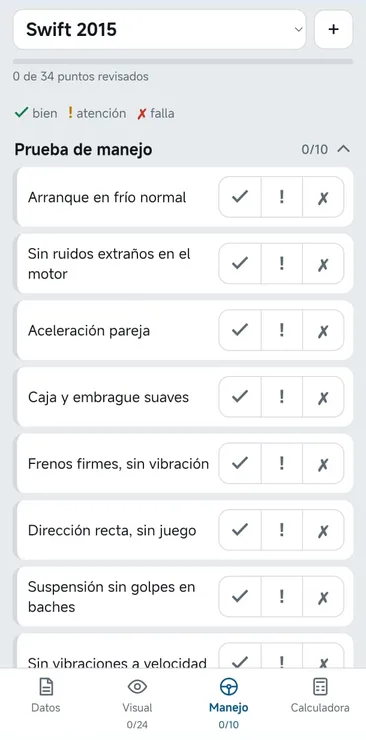 Swift 2015
+
0 de 34 puntos revisados
✓ bien ! atención ✗ falla
Prueba de manejo 0/10
Arranque en frío normal ✓ ! ✗
Sin ruidos extraños en el
motor ✓ ! ✗
Aceleración pareja ✓ ! ✗
Caja y embrague suaves ✓ ! ✗
Frenos firmes, sin vibración ✓ ! ✗
Dirección recta, sin juego ✓ ! ✗
Suspensión sin golpes en
baches ✓ ! ✗
Sin vibraciones a velocidad ✓ ! ✗
Datos
Visual
0/24
Manejo
0/10
Calculadora